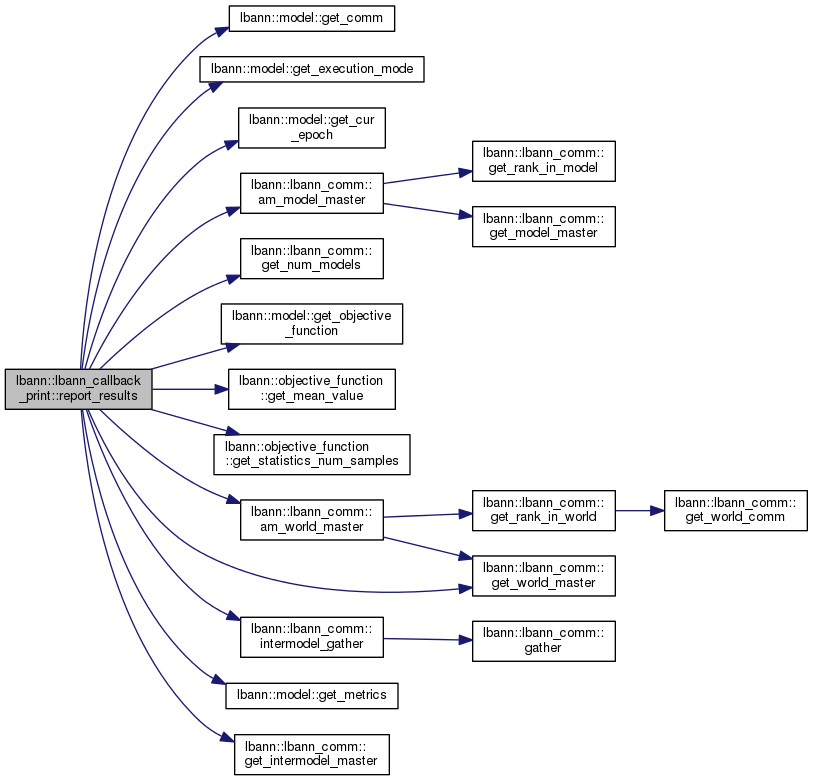 lbann::model::get_comm
lbann::model::get_execution_mode
lbann::model::get_cur
_epoch
lbann::lbann_comm::
get_rank_in_model
lbann::lbann_comm::
am_model_master
lbann::lbann_comm::
get_model_master
lbann::lbann_comm::
get_num_models
lbann::model::get_objective
_function
lbann::lbann_callback
_print::report_results
lbann::objective_function
::get_mean_value
lbann::objective_function
::get_statistics_num_samples
lbann::lbann_comm::
am_world_master
lbann::lbann_comm::
get_rank_in_world
lbann::lbann_comm::
get_world_comm
lbann::lbann_comm::
get_world_master
lbann::lbann_comm::
intermodel_gather
lbann::lbann_comm::
gather
lbann::model::get_metrics
lbann::lbann_comm::
get_intermodel_master